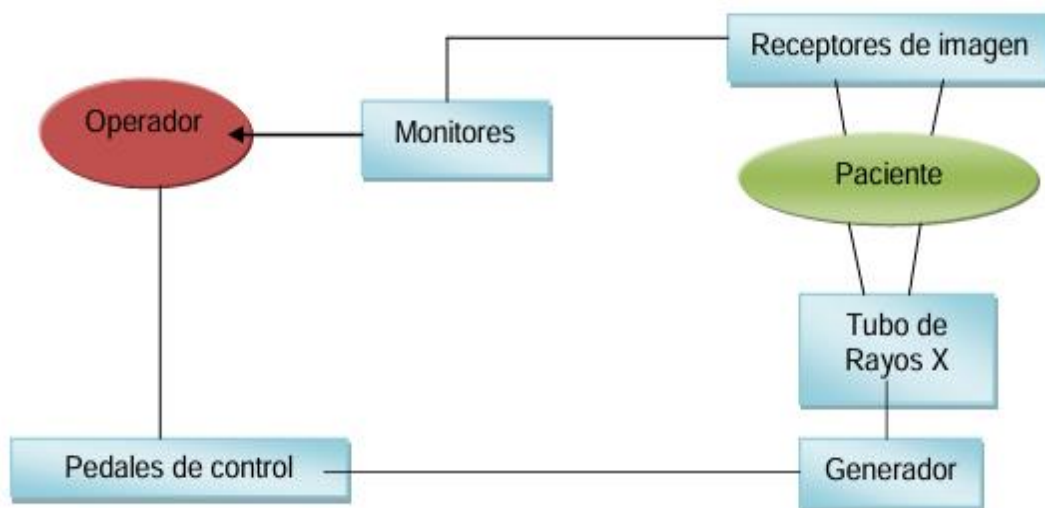 Receptores de imagen
Operador
Monitores
Paciente
Tubo de
Rayos X
Pedales de control
Generador